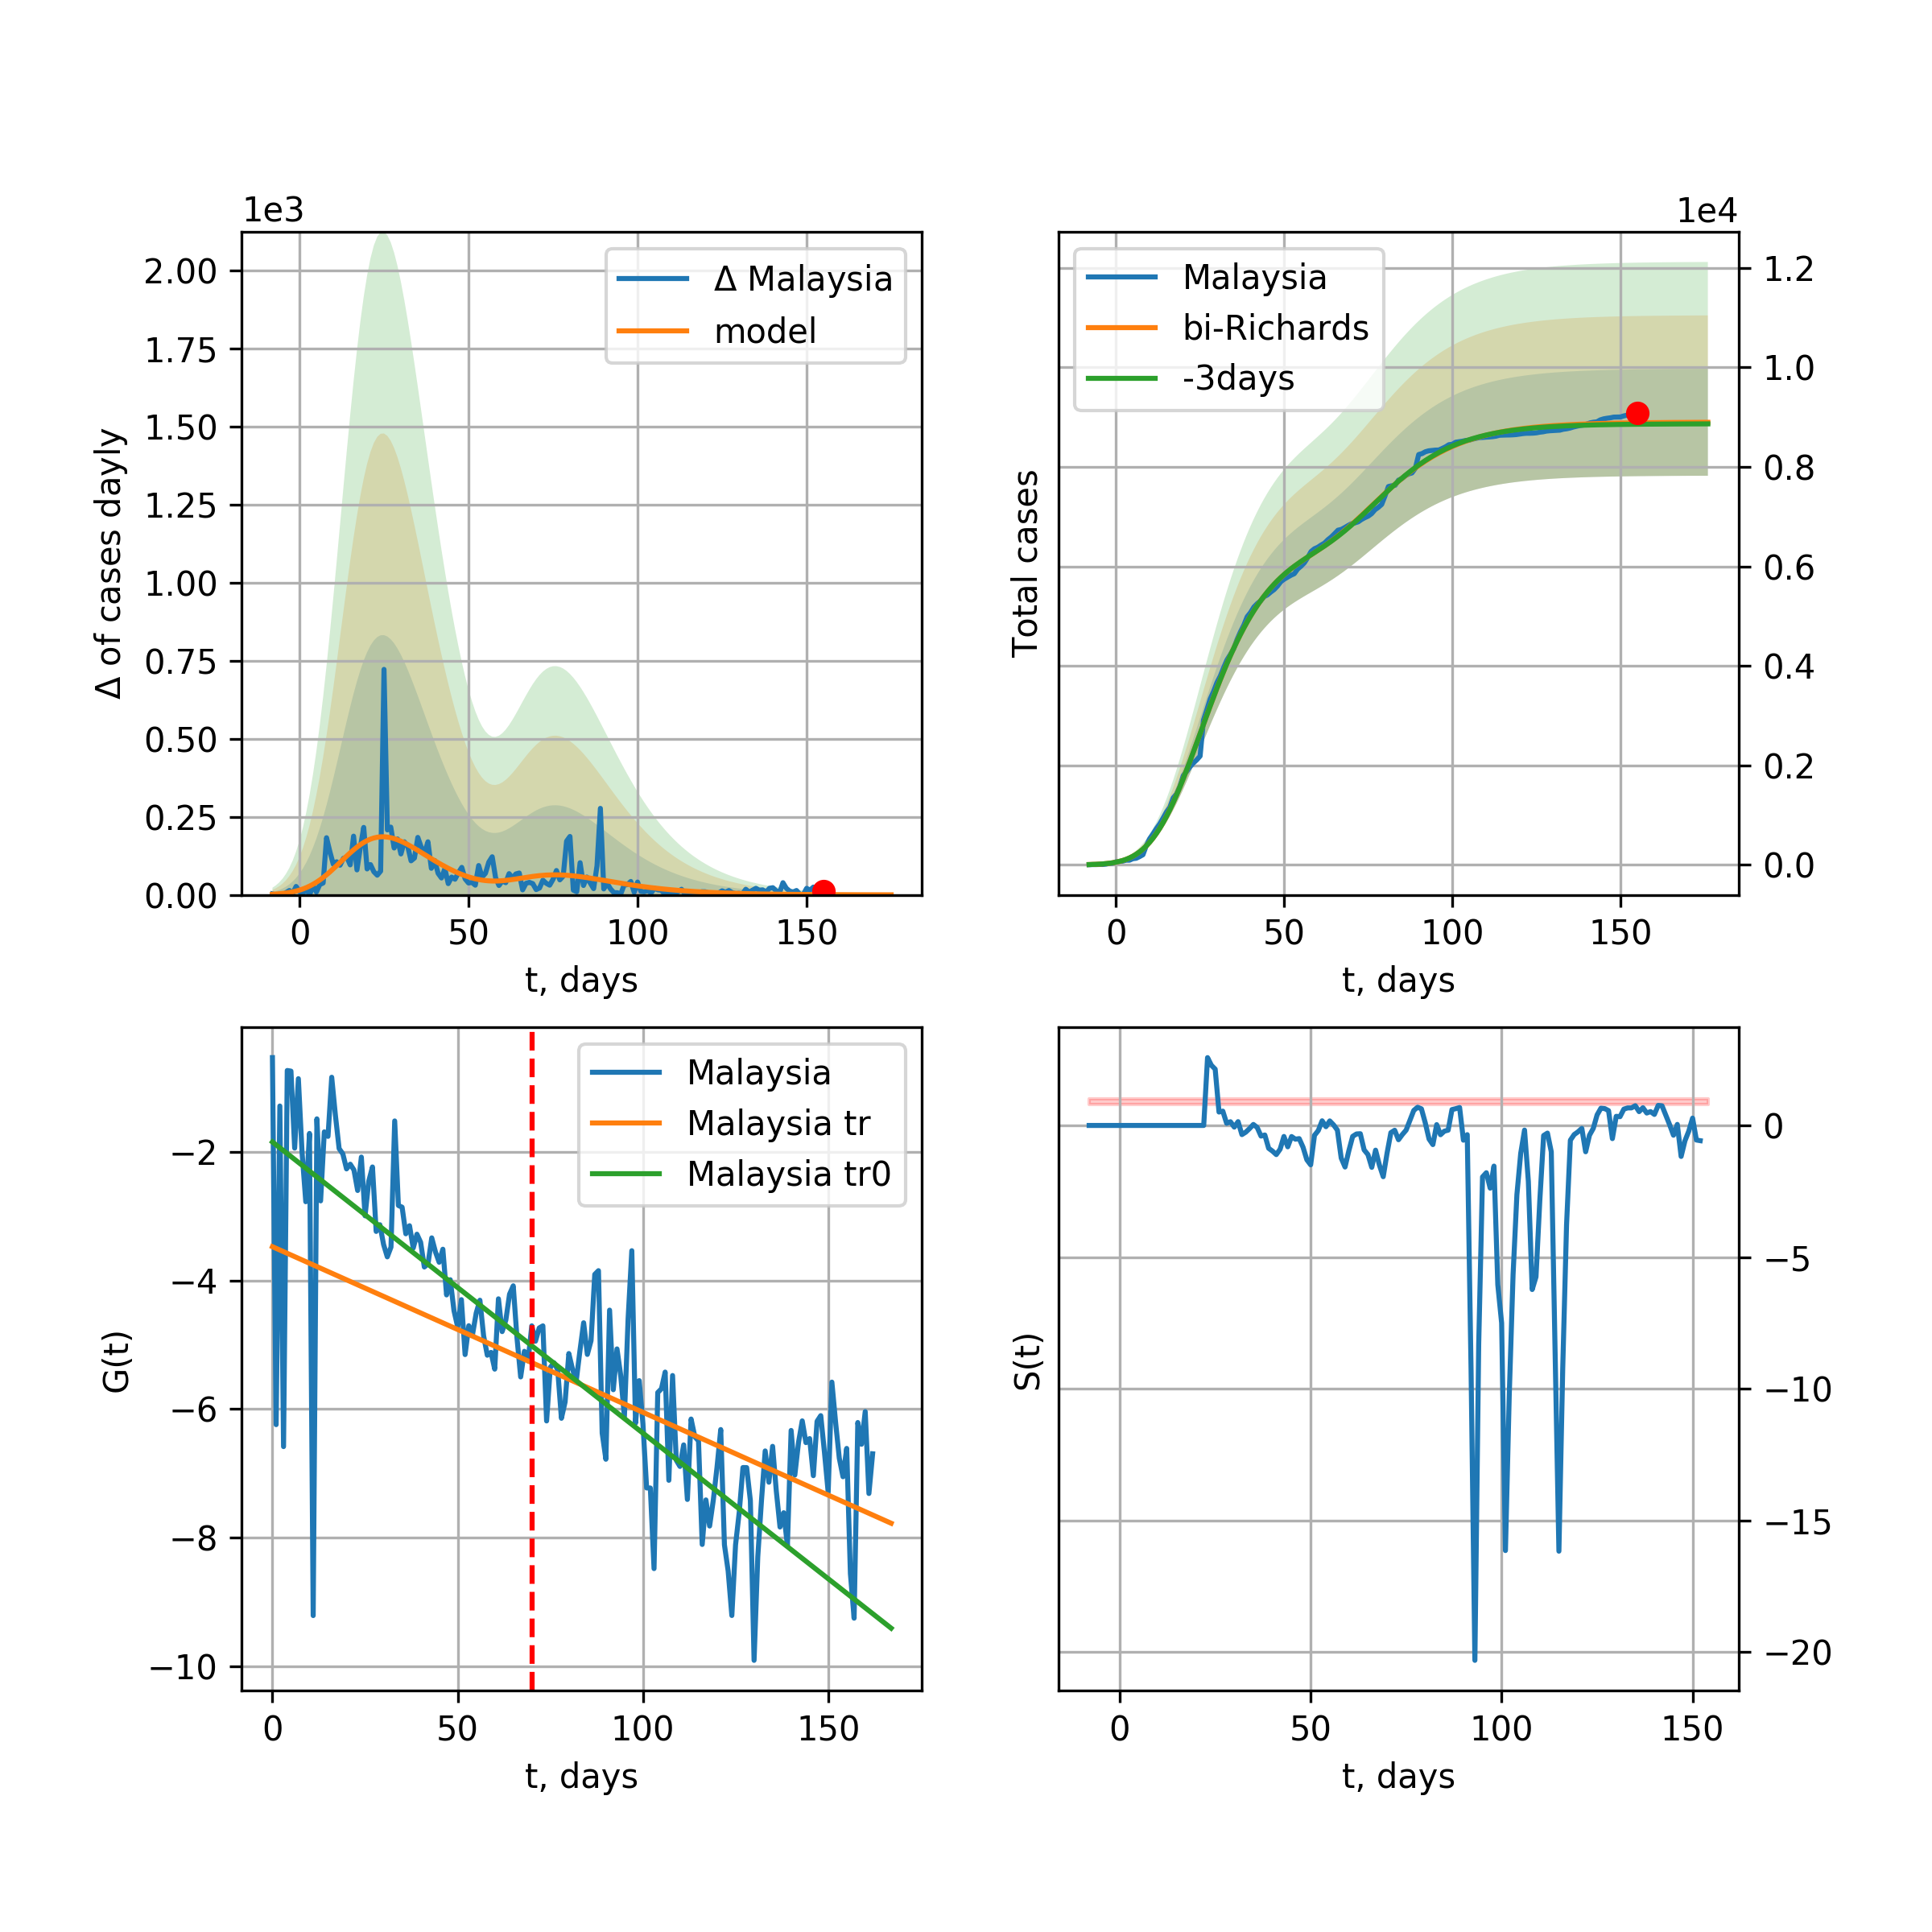 1e3
2.00
1.75
1.50
1.25
1.00
0.75
0.50
0.25
0.00
Δ of cases dayly
Δ Malaysia
model
0 50 100 150
t, days
1e4
Malaysia
bi-Richards
-3days
Total cases
1.2
1.0
0.8
0.6
0.4
0.2
0.0
0 50 100 150
t, days
−2
−4
−6
−8
−10
G(t)
Malaysia
Malaysia tr
Malaysia tr0
0 50 100 150
t, days
S(t)
0
−5
−10
−15
−20
0 50 100 150
t, days